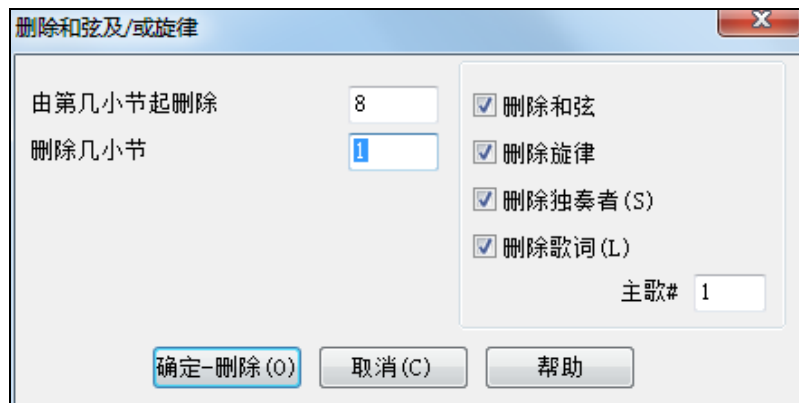 删除和弦及/或旋律
由第几小节起删除 8
删除几小节 1
删除和弦
删除旋律
删除独奏者(S)
删除歌词(L)
主歌# 1
确定-删除(O) 取消(C) 帮助